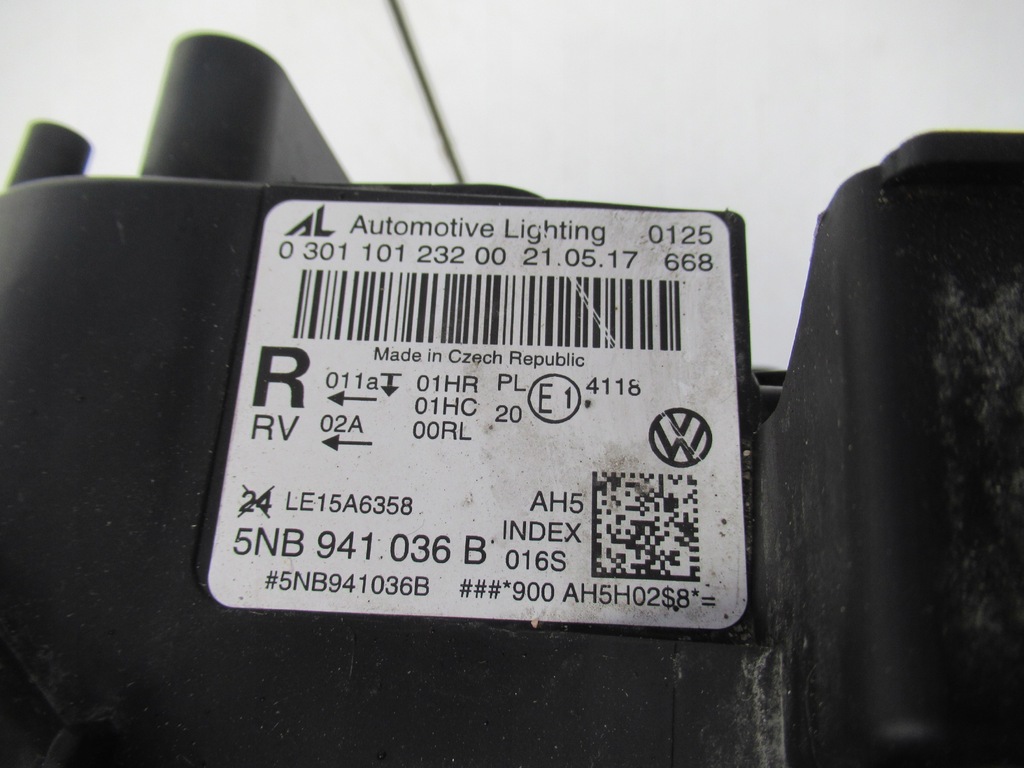 AL Automotive Lighting 0125
0 301 101 232 00 21.05.17 668
Made in Czech Republic
R 011a 01HR PL E1 4118
01HC 20
RV 02A 00RL
VW
24 LE15A6358 AH5
5NB 941 036 B INDEX
016S
#5NB941036B ###*900 AH5H02$8*=